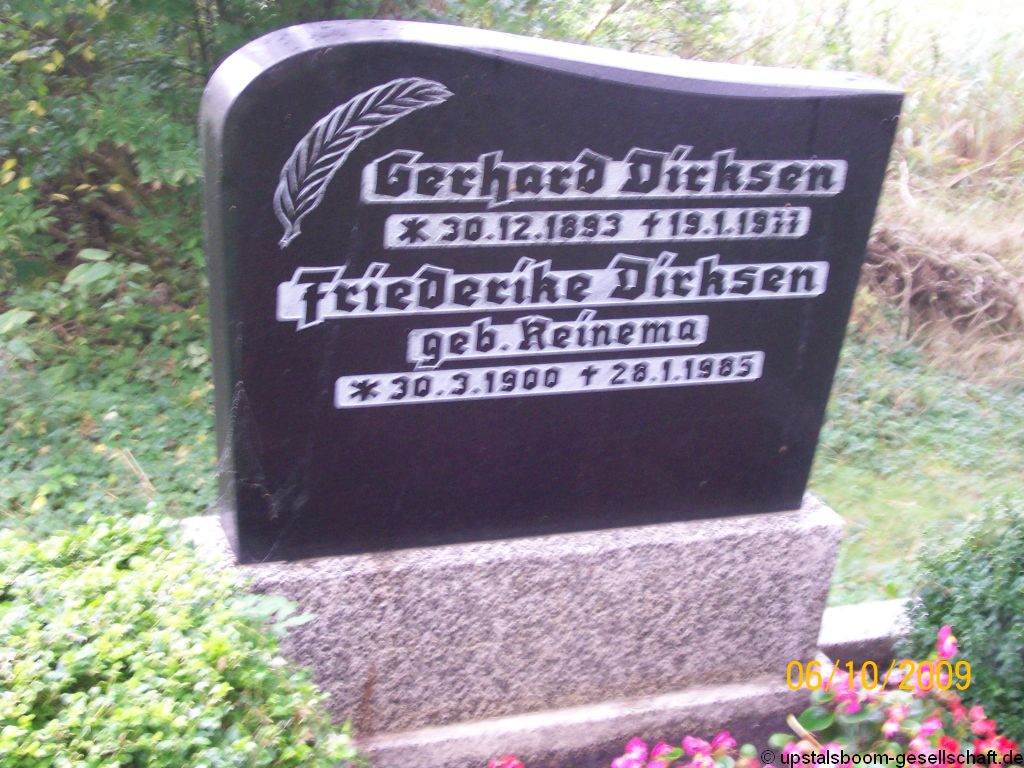 Gerhard Dirksen
* 30.12.1893 † 19.1.1977
Friederike Dirksen
geb. Reinema
* 30.3.1900 † 28.1.1985
06/10/2009
© upstalsboom-gesellschaft.de